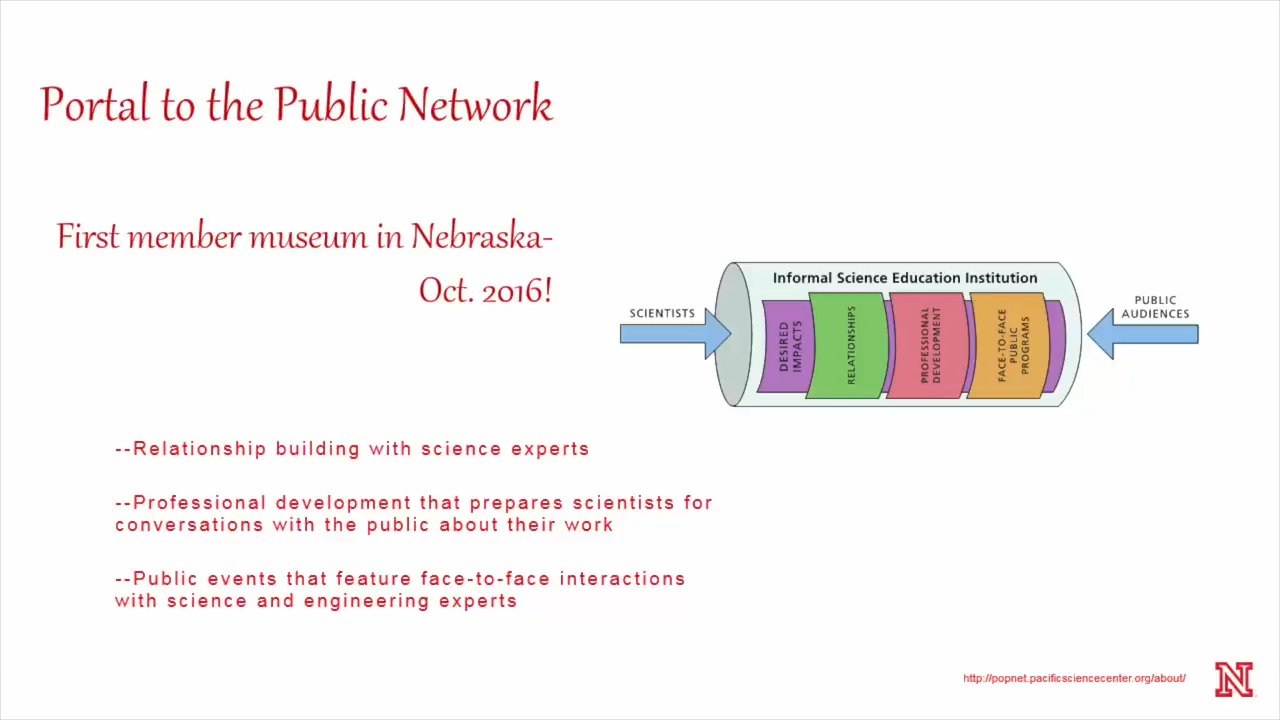 Portal to the Public Network
First member museum in Nebraska-
Oct. 2016!
Informal Science Education Institution
SCIENTISTS
DESIRED
IMPACTS
RELATIONSHIPS
PROFESSIONAL
DEVELOPMENT
FACE-TO-FACE
PUBLIC
PROGRAMS
PUBLIC
AUDIENCES
--Relationship building with science experts
--Professional development that prepares scientists for
conversations with the public about their work
--Public events that feature face-to-face interactions
with science and engineering experts
http://popnet.pacificsciencecenter.org/about/
N